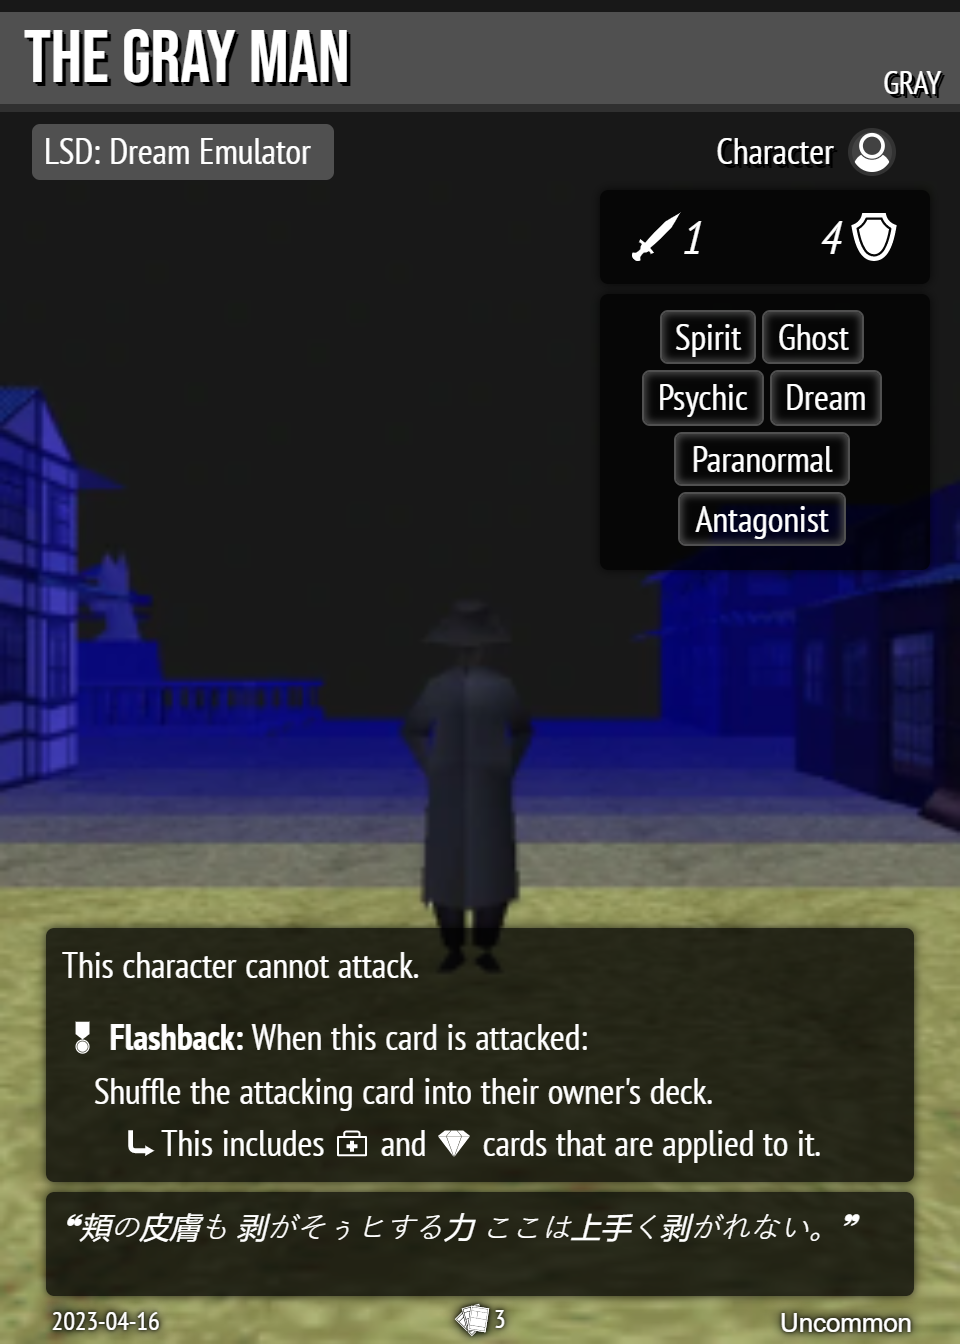 THE GRAY MAN
GRAY
LSD: Dream Emulator
Character
1 4
Spirit Ghost
Psychic Dream
Paranormal
Antagonist
This character cannot attack.
Flashback: When this card is attacked:
Shuffle the attacking card into their owner's deck.
This includes and cards that are applied to it.
❝頬の皮膚も 剥がそぅヒする力 ここは上手く剥がれない。❞
2023-04-16 3 Uncommon